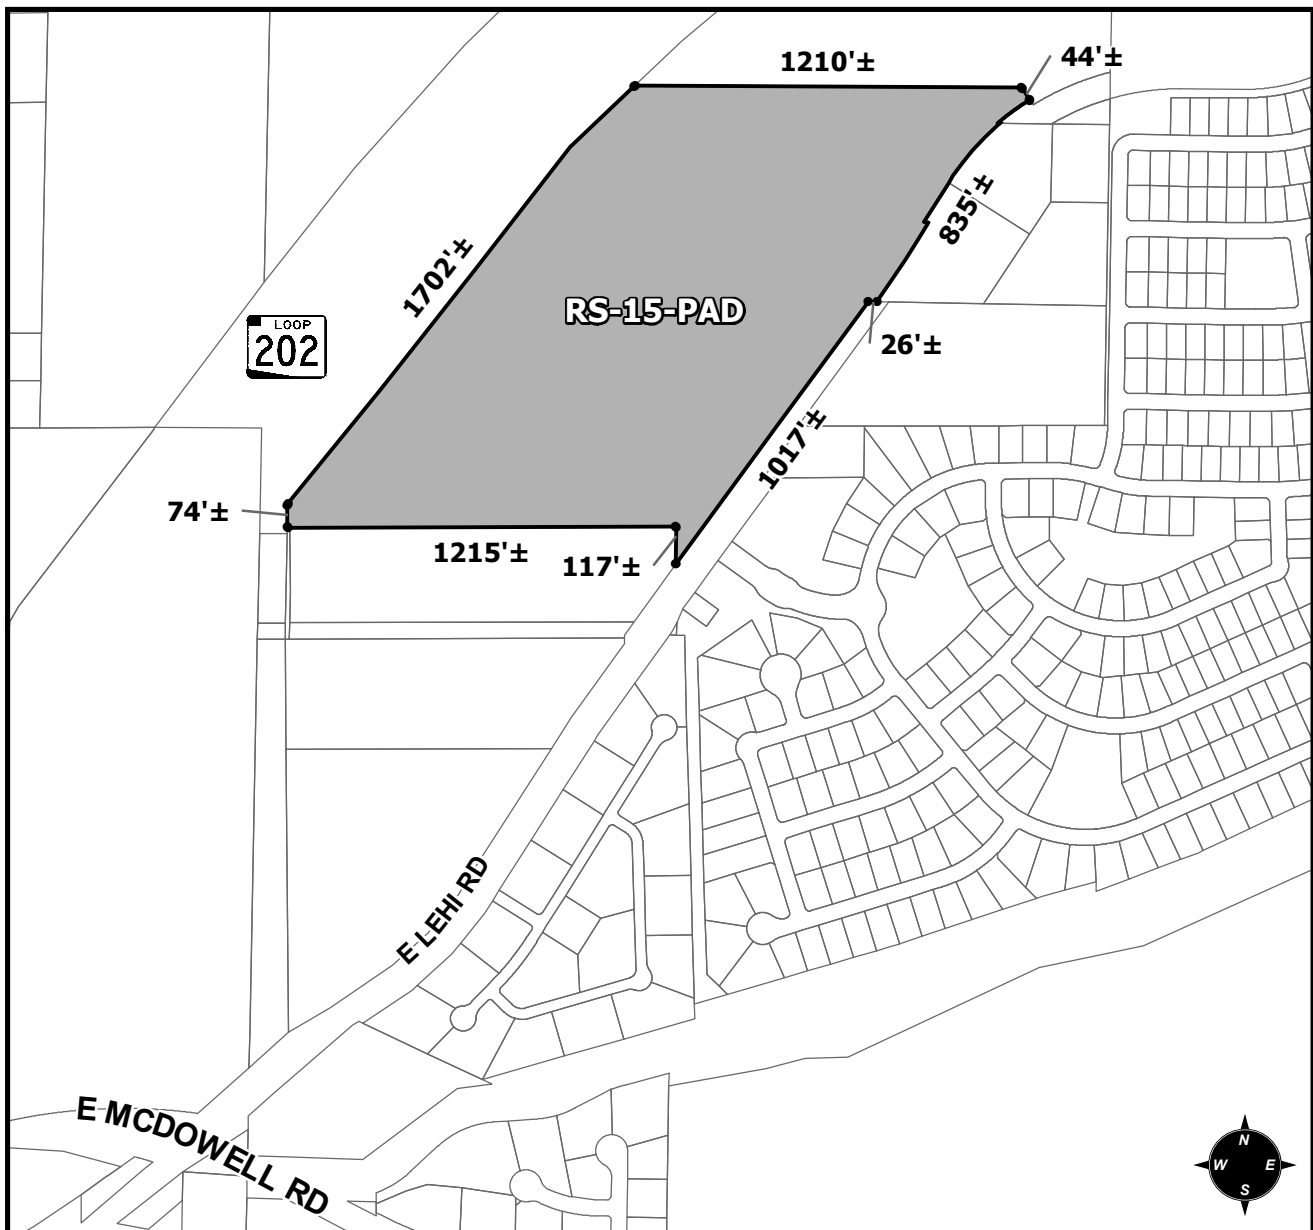 1210'±
44'±
835'±
1702'±
RS-15-PAD
LOOP
202
26'±
1017'±
74'±
1215'±
117'±
E LEHI RD
E MCDOWELL RD
N
W E
S